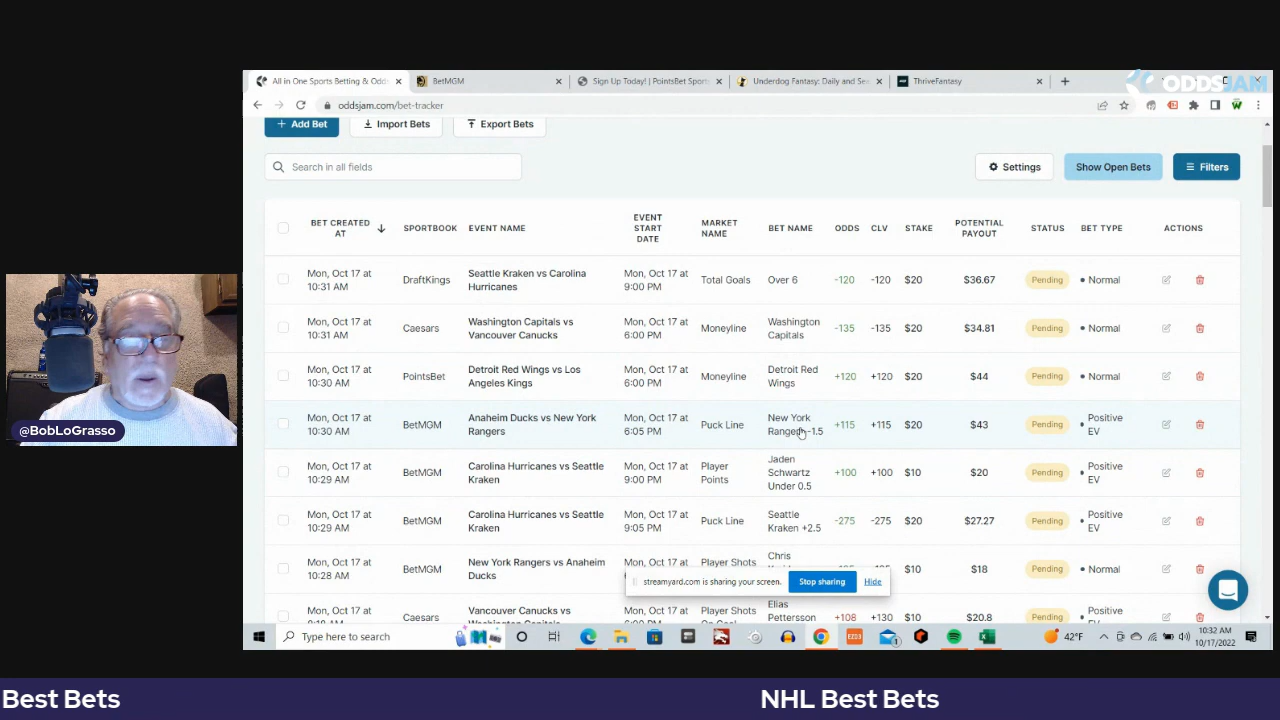 All in One Sports Betting & Odds
BetMGM
Sign Up Today! | PointsBet Sports
Underdog Fantasy: Daily and Sea
ThriveFantasy
ODDSJAM
oddsjam.com/bet-tracker
+ Add Bet
Import Bets
Export Bets
Search in all fields
Settings
Show Open Bets
Filters
BET CREATED AT SPORTBOOK EVENT NAME EVENT START DATE MARKET NAME BET NAME ODDS CLV STAKE POTENTIAL PAYOUT STATUS BET TYPE ACTIONS
Mon, Oct 17 at 10:31 AM DraftKings Seattle Kraken vs Carolina Hurricanes Mon, Oct 17 at 9:00 PM Total Goals Over 6 -120 -120 $20 $36.67 Pending • Normal
Mon, Oct 17 at 10:31 AM Caesars Washington Capitals vs Vancouver Canucks Mon, Oct 17 at 6:00 PM Moneyline Washington Capitals -135 -135 $20 $34.81 Pending • Normal
Mon, Oct 17 at 10:30 AM PointsBet Detroit Red Wings vs Los Angeles Kings Mon, Oct 17 at 6:00 PM Moneyline Detroit Red Wings +120 +120 $20 $44 Pending • Normal
Mon, Oct 17 at 10:30 AM BetMGM Anaheim Ducks vs New York Rangers Mon, Oct 17 at 6:05 PM Puck Line New York Rangers -1.5 +115 +115 $20 $43 Pending • Positive EV
Mon, Oct 17 at 10:29 AM BetMGM Carolina Hurricanes vs Seattle Kraken Mon, Oct 17 at 9:00 PM Player Points Jaden Schwartz Under 0.5 +100 +100 $10 $20 Pending • Positive EV
Mon, Oct 17 at 10:29 AM BetMGM Carolina Hurricanes vs Seattle Kraken Mon, Oct 17 at 9:05 PM Puck Line Seattle Kraken +2.5 -275 -275 $20 $27.27 Pending • Positive EV
Mon, Oct 17 at 10:28 AM BetMGM New York Rangers vs Anaheim Ducks Mon, Oct 17 at Player Shots Chris $10 $18 Pending • Normal
Caesars Vancouver Canucks vs Mon, Oct 17 at Player Shots Elias Pettersson +108 +130 $10 $20.8 Pending • Positive
streamyard.com is sharing your screen.
Stop sharing
Hide
@BobLoGrasso
Type here to search
42°F
10:32 AM
10/17/2022
Best Bets
NHL Best Bets